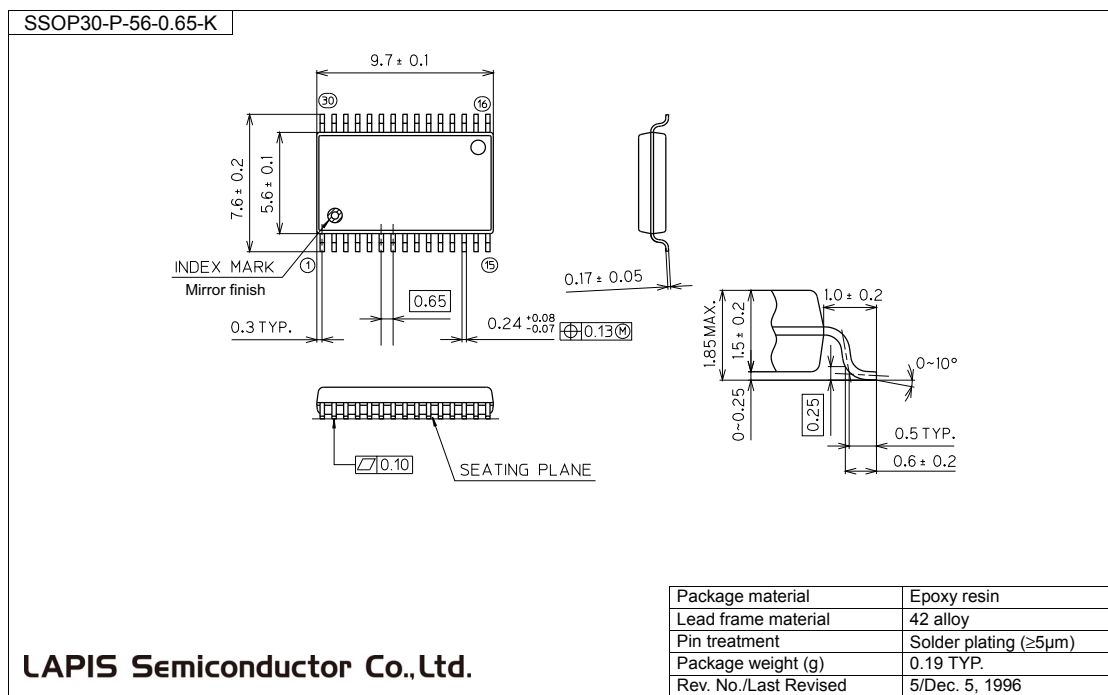 SSOP30-P-56-0.65-K
9.7 ± 0.1
30
16
7.6 ± 0.2
5.6 ± 0.1
INDEX MARK
Mirror finish
1
15
0.65
0.3 TYP.
0.24 +0.08 -0.07
0.13 M
0.17 ± 0.05
1.85 MAX.
1.5 ± 0.2
1.0 ± 0.2
0~10°
0~0.25
0.25
0.5 TYP.
0.6 ± 0.2
0.10
SEATING PLANE
Package material Epoxy resin
Lead frame material 42 alloy
Pin treatment Solder plating (≥5μm)
Package weight (g) 0.19 TYP.
Rev. No./Last Revised 5/Dec. 5, 1996
LAPIS Semiconductor Co.,Ltd.